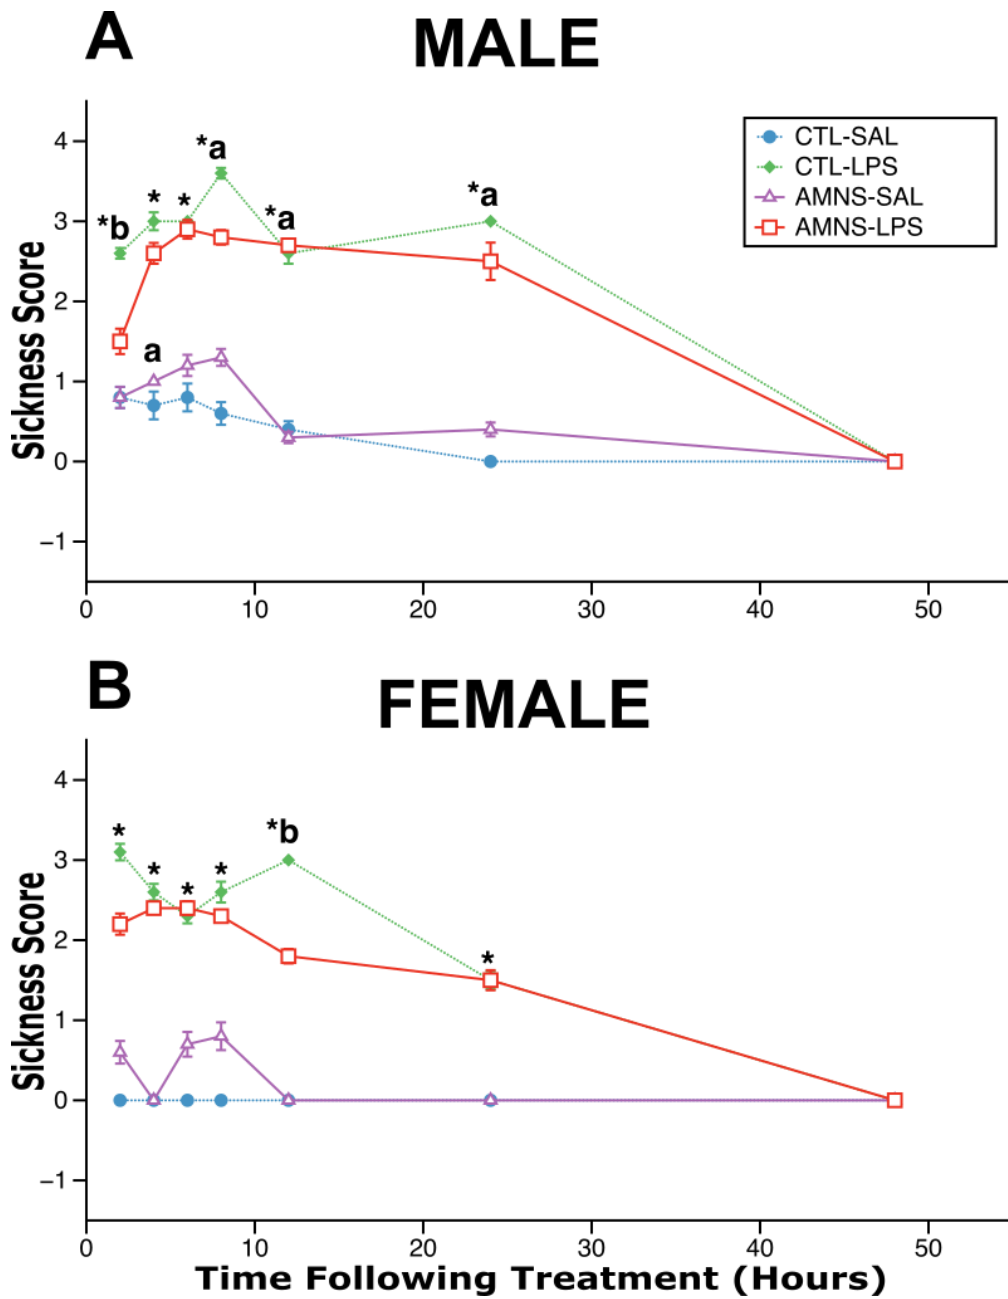 A
MALE
CTL-SAL
CTL-LPS
AMNS-SAL
AMNS-LPS
4
3
2
1
0
−1
Sickness Score
*b
*
*
*a
*a
*a
a
0
10
20
30
40
50
B
FEMALE
4
3
2
1
0
−1
Sickness Score
*
*
*
*
*b
*
0
10
20
30
40
50
Time Following Treatment (Hours)